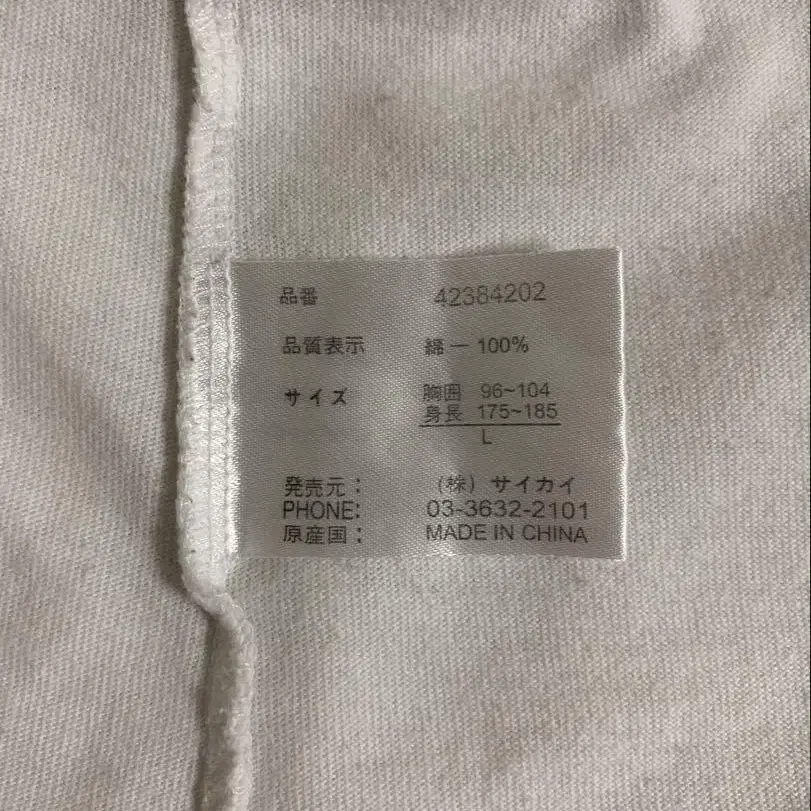 品番 42384202
品質表示 綿ー100%
サイズ 胸囲 96~104
身長 175~185
L
発売元： (株) サイカイ
PHONE: 03-3632-2101
原産国： MADE IN CHINA